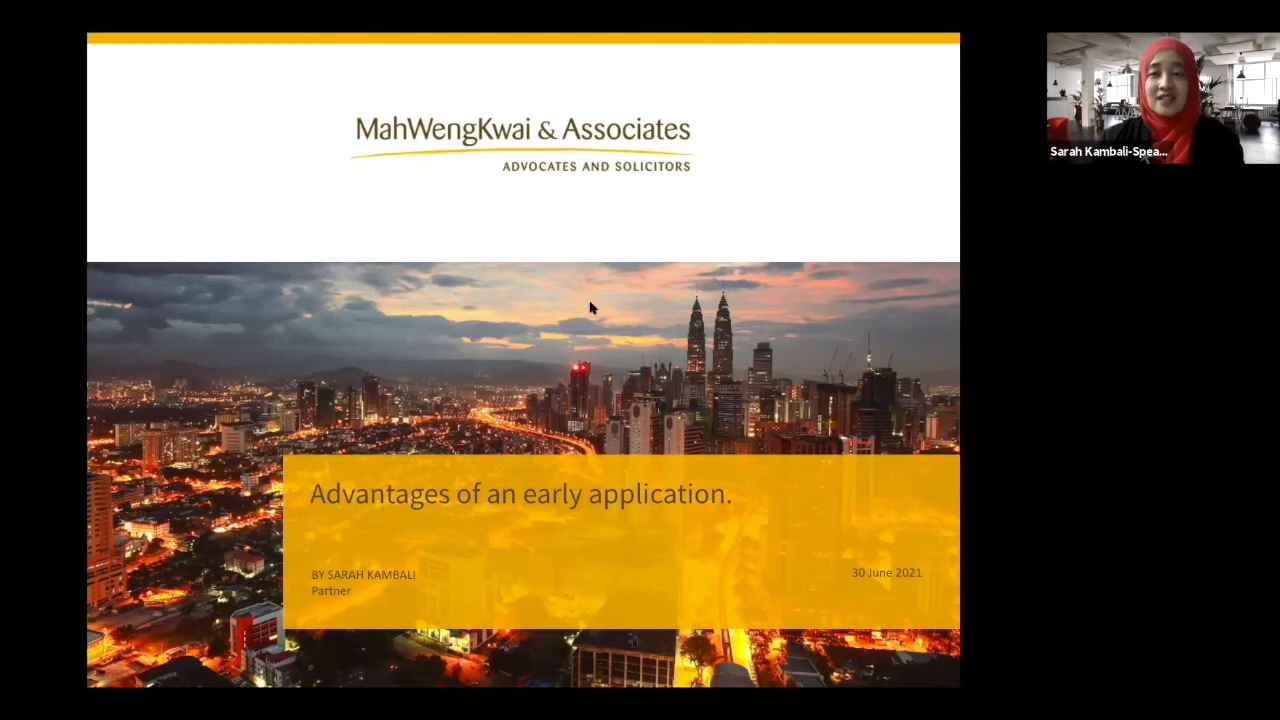 MahWengKwai & Associates
ADVOCATES AND SOLICITORS
Sarah Kambali-Spea...
Advantages of an early application.
BY SARAH KAMBALI
Partner
30 June 2021